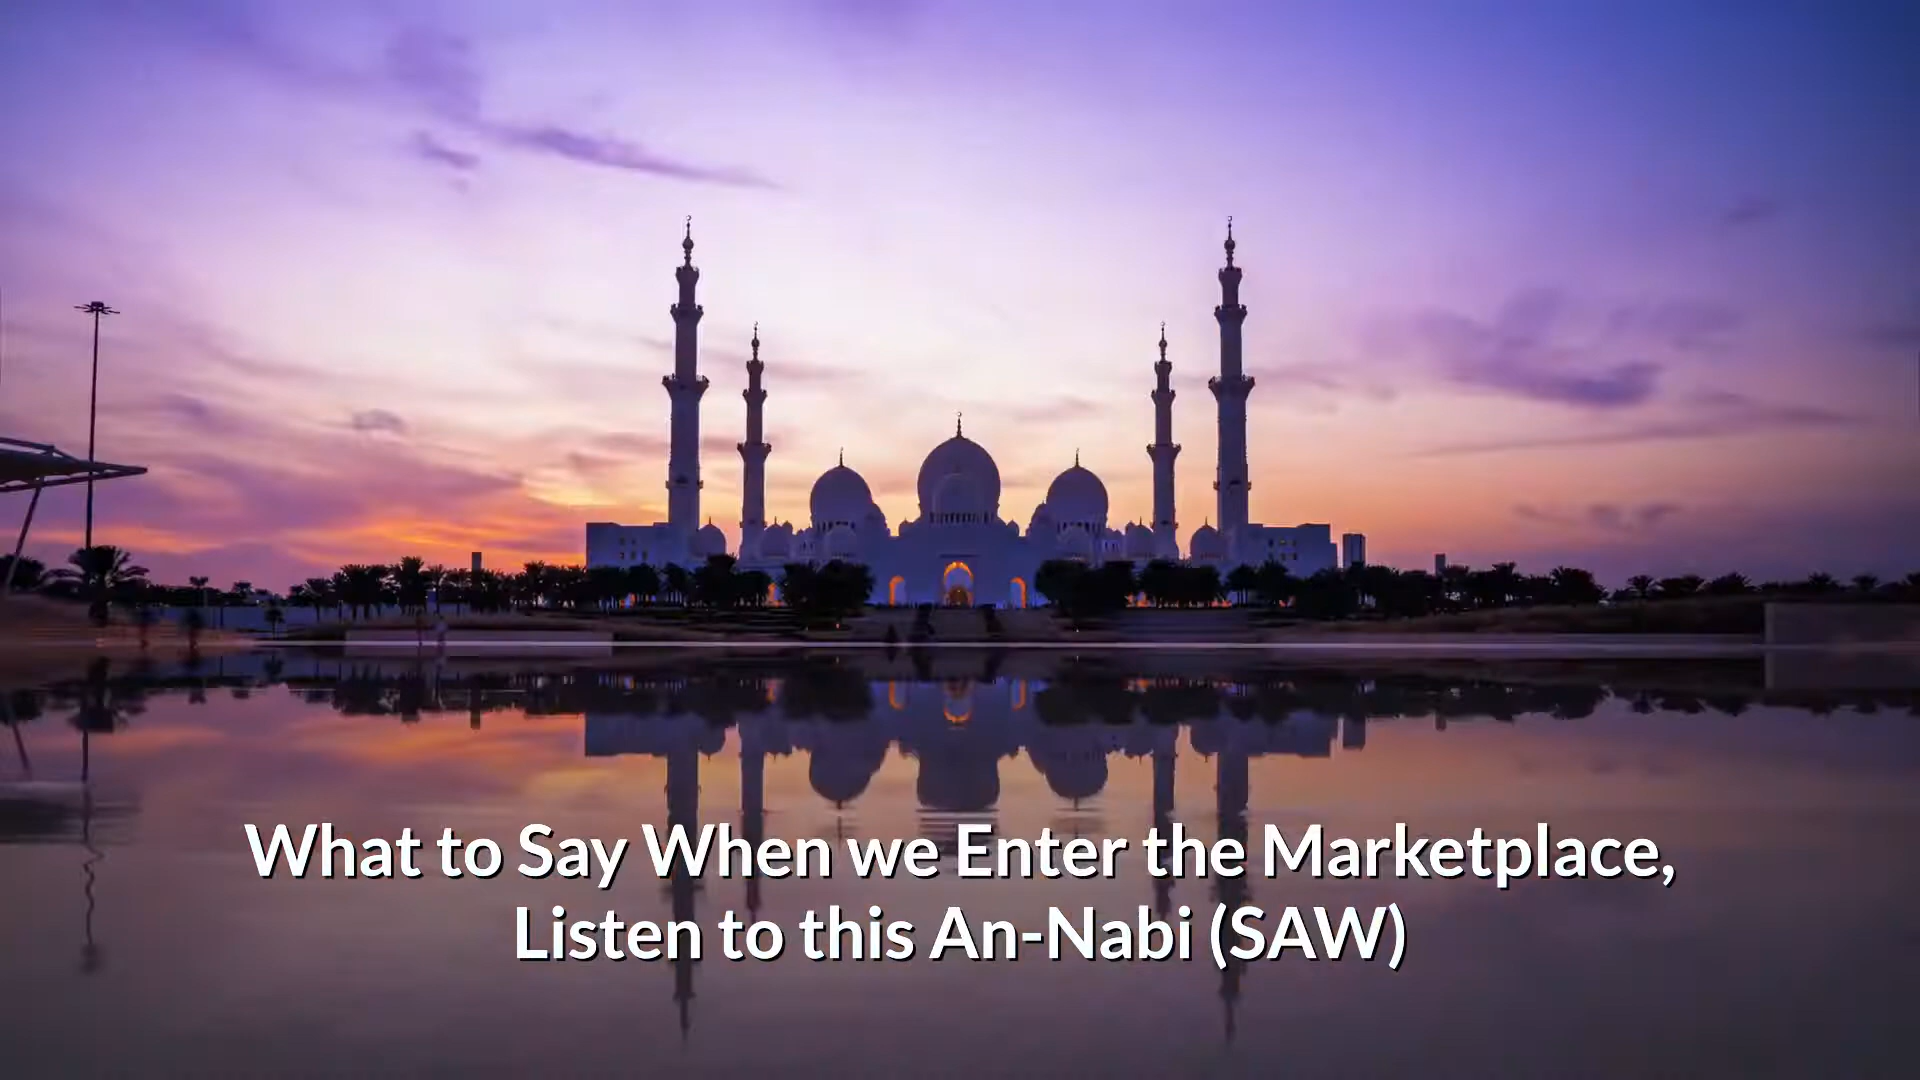 What to Say When we Enter the Marketplace,
Listen to this An-Nabi (SAW)